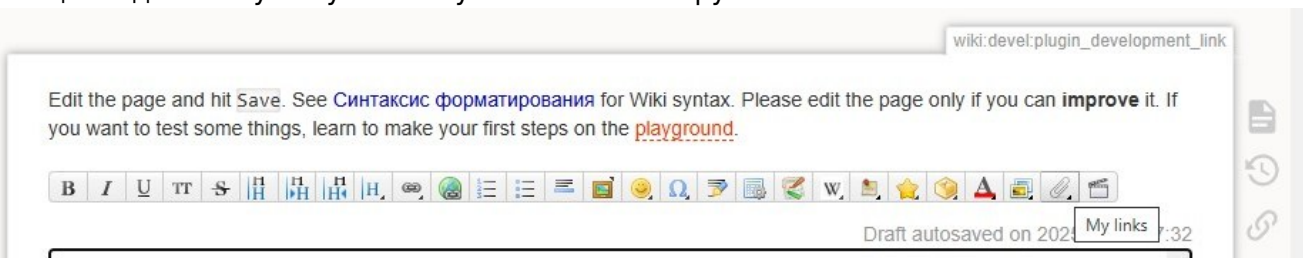 wiki:devel:plugin_development_link
Edit the page and hit Save. See Синтаксис форматирования for Wiki syntax. Please edit the page only if you can improve it. If
you want to test some things, learn to make your first steps on the playground.
B I U TT S H H H H, Ω W A
Draft autosaved on 202 :32
My links